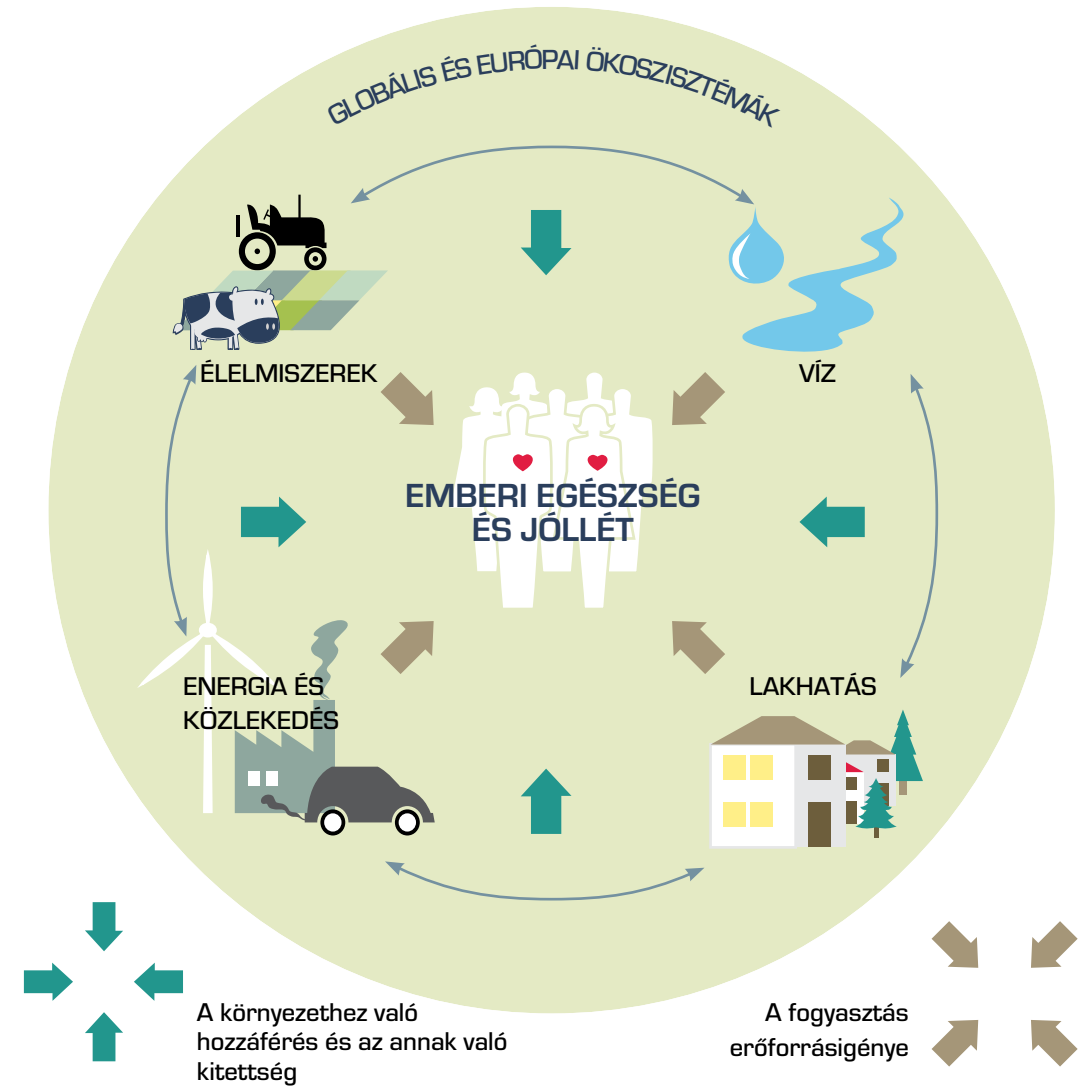 GLOBÁLIS ÉS EURÓPAI ÖKOSZISZTÉMÁK
ÉLELMISZEREK
VÍZ
EMBERI EGÉSZSÉG
ÉS JÓLLÉT
ENERGIA ÉS
KÖZLEKEDÉS
LAKHATÁS
A környezethez való
hozzáférés és az annak való
kitettség
A fogyasztás
erőforrásigénye